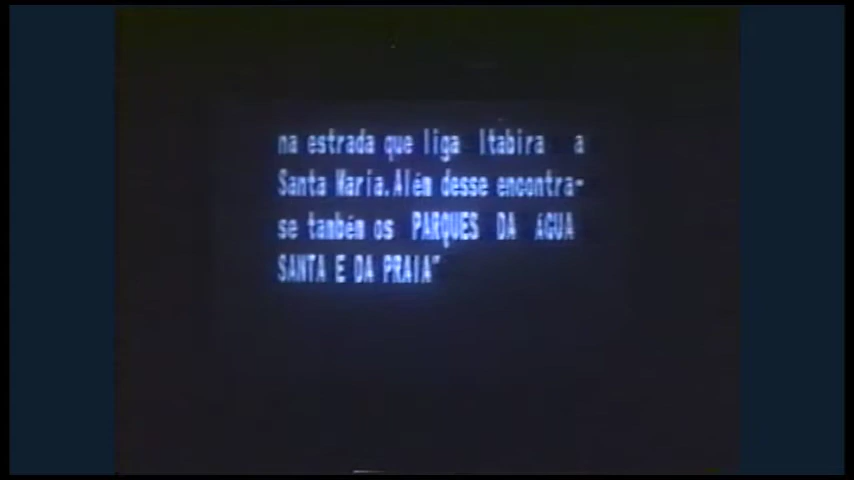 na estrada que liga Itabira a
Santa Maria.Além desse encontra-
se também os PARQUES DA ÁGUA
SANTA E DA PRAIA"